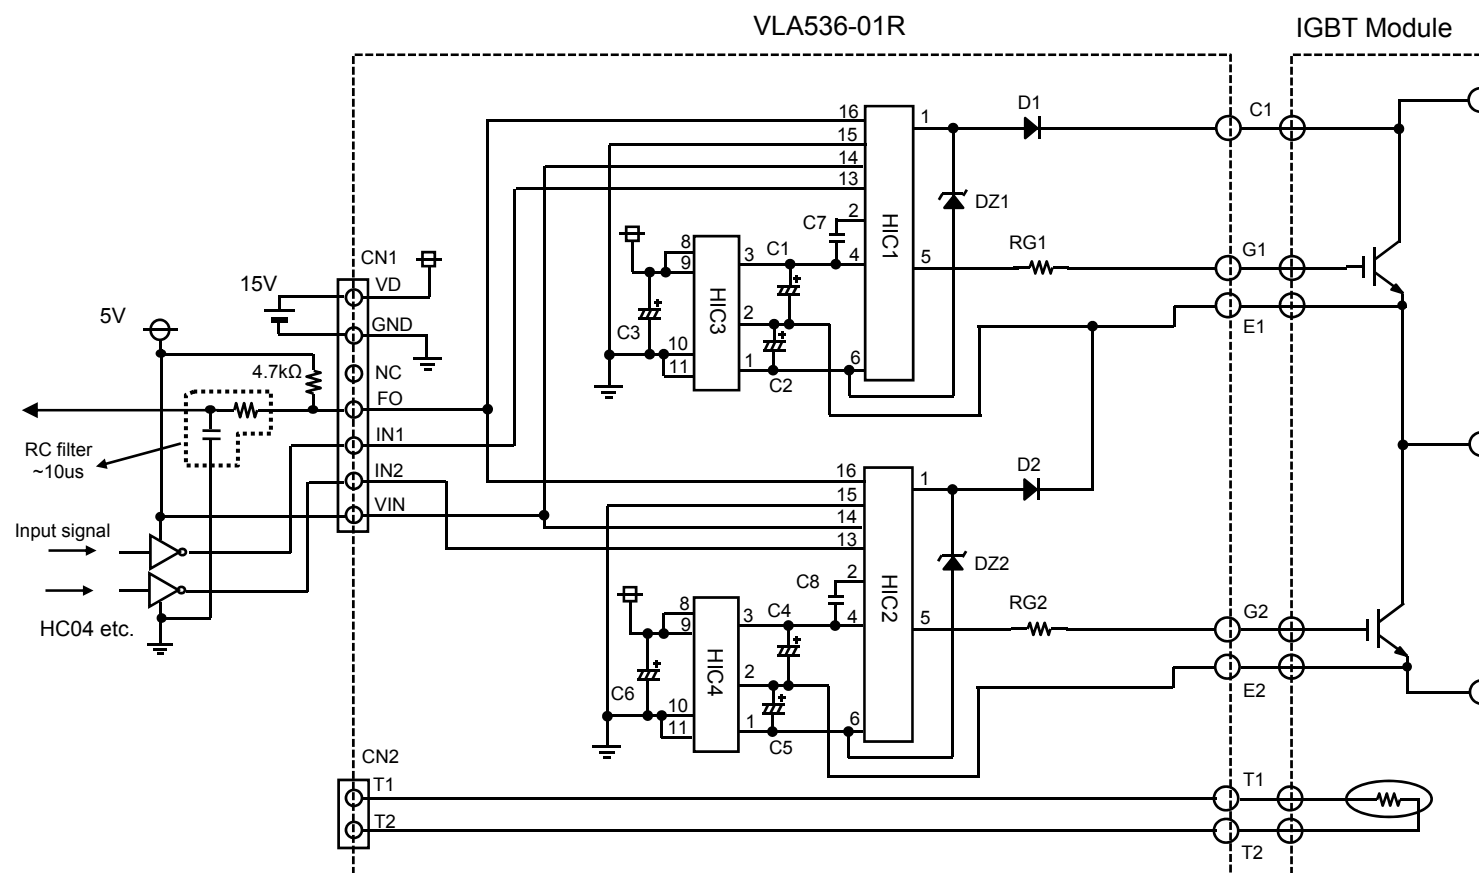 VLA536-01R
IGBT Module
D1
C1
16
15
14
13
1
2
C7
HIC1
DZ1
RG1
G1
8
9
3
C1
4
5
CN1
VD
15V
HIC3
E1
5V
GND
C3
2
10
11
1
C2
6
4.7kΩ
NC
FO
RC filter
~10us
IN1
IN2
VIN
D2
16
15
14
13
1
Input signal
DZ2
C8
2
HIC2
RG2
G2
HC04 etc.
8
9
3
C4
4
5
C6
HIC4
2
E2
10
11
1
C5
6
CN2
T1
T1
T2
T2